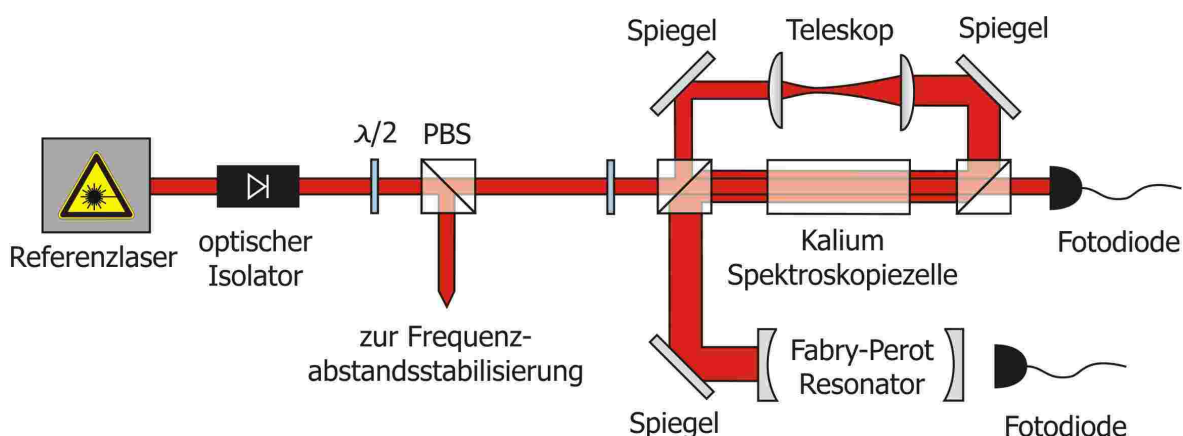 Spiegel
Teleskop
Spiegel
λ/2
PBS
Referenzlaser
optischer
Isolator
Kalium
Spektroskopiezelle
Fotodiode
zur Frequenz-
abstandsstabilisierung
Fabry-Perot
Resonator
Spiegel
Fotodiode